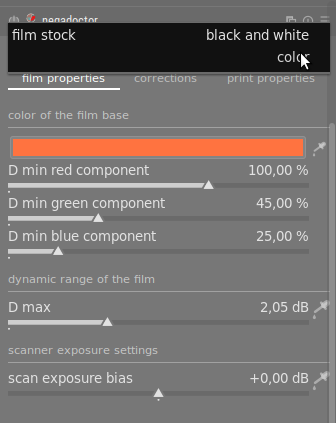 negadoctor
film stock black and white
color
film properties corrections print properties
color of the film base
D min red component 100,00 %
D min green component 45,00 %
D min blue component 25,00 %
dynamic range of the film
D max 2,05 dB
scanner exposure settings
scan exposure bias +0,00 dB